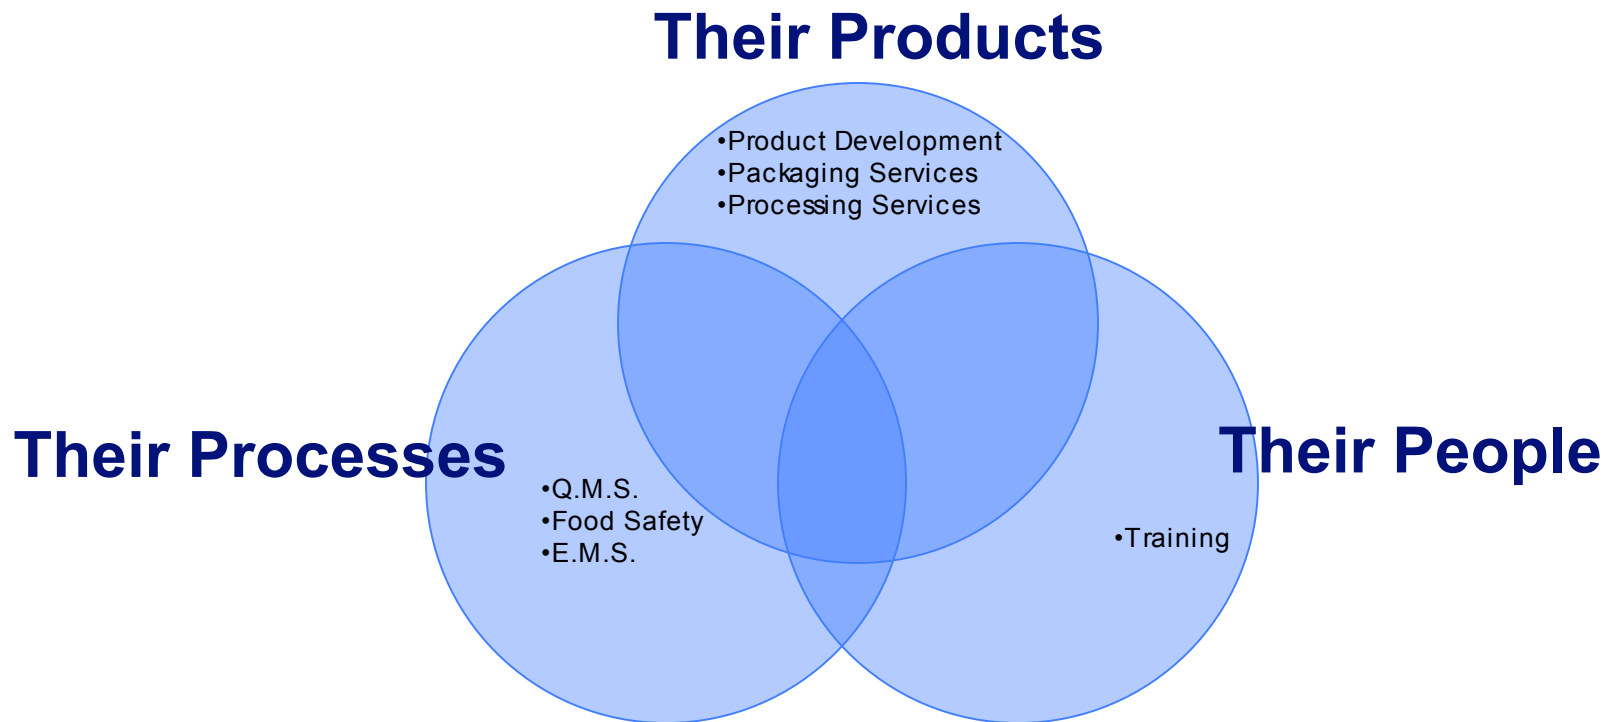 Their Products
•Product Development
•Packaging Services
•Processing Services
Their Processes
•Q.M.S.
•Food Safety
•E.M.S.
Their People
•Training